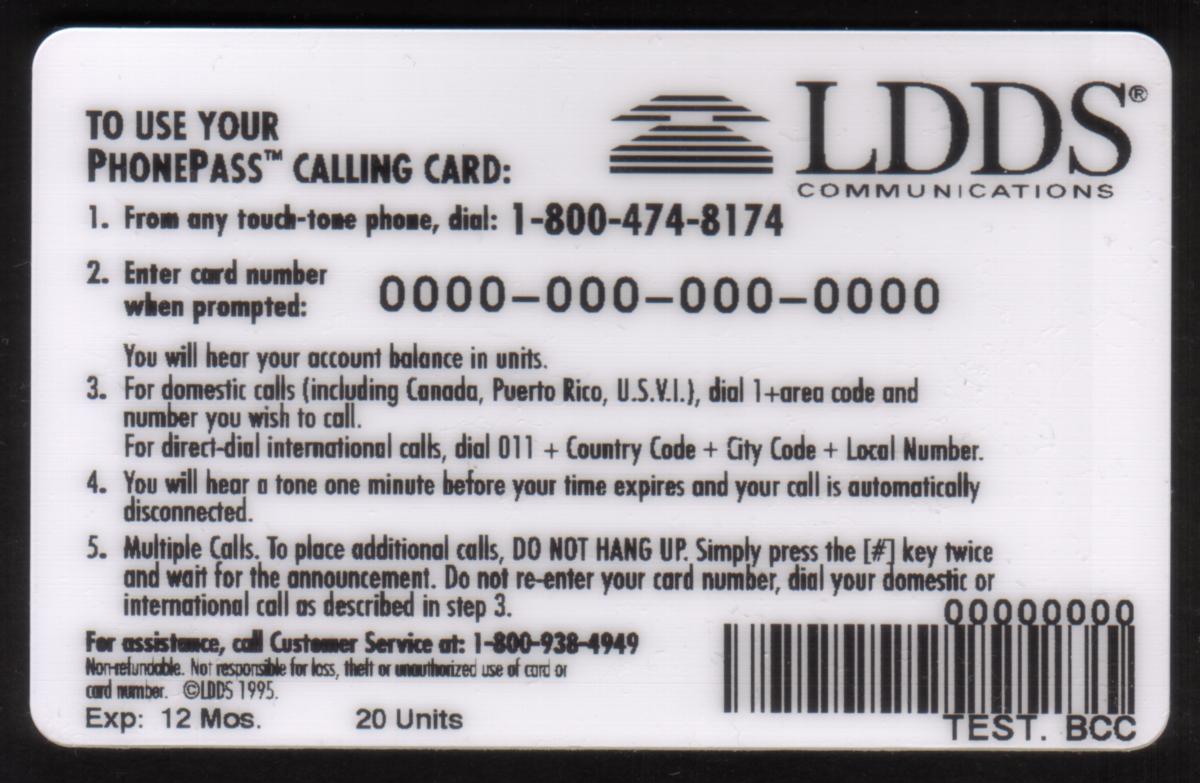 LDDS®
COMMUNICATIONS
TO USE YOUR
PHONEPASS™ CALLING CARD:
1. From any touch-tone phone, dial: 1-800-474-8174
2. Enter card number
when prompted: 0000-000-000-0000
You will hear your account balance in units.
3. For domestic calls (including Canada, Puerto Rico, U.S.V.I.), dial 1+area code and
number you wish to call.
For direct-dial international calls, dial 011 + Country Code + City Code + Local Number.
4. You will hear a tone one minute before your time expires and your call is automatically
disconnected.
5. Multiple Calls. To place additional calls, DO NOT HANG UP. Simply press the [#] key twice
and wait for the announcement. Do not re-enter your card number, dial your domestic or
international call as described in step 3.
00000000
For assistance, call Customer Service at: 1-800-938-4949
Non-refundable. Not responsible for loss, theft or unauthorized use of card or
card number. ©LDDS 1995.
Exp: 12 Mos. 20 Units
TEST. BCC